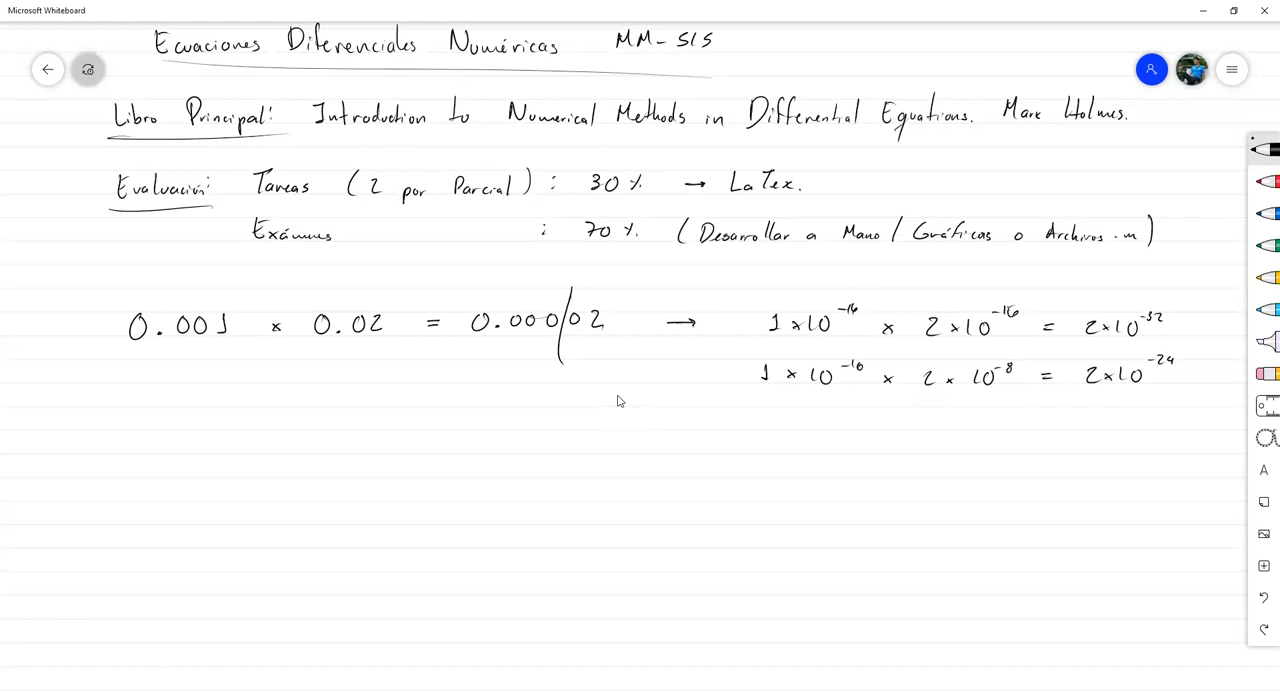 Microsoft Whiteboard
Ecuaciones Diferenciales Numéricas MM-515
Libro Principal: Introduction to Numerical Methods in Differential Equations. Mark Holmes.
Evaluación: Tareas (2 por Parcial) : 30% → LaTex.
Exámenes : 70%. (Desarrollar a Mano / Gráficas o Archivos .m)
0.001 × 0.02 = 0.000/02 → 1×10⁻¹⁶ × 2×10⁻¹⁶ = 2×10⁻³²
1 × 10⁻¹⁶ × 2 × 10⁻⁸ = 2×10⁻²⁴
A